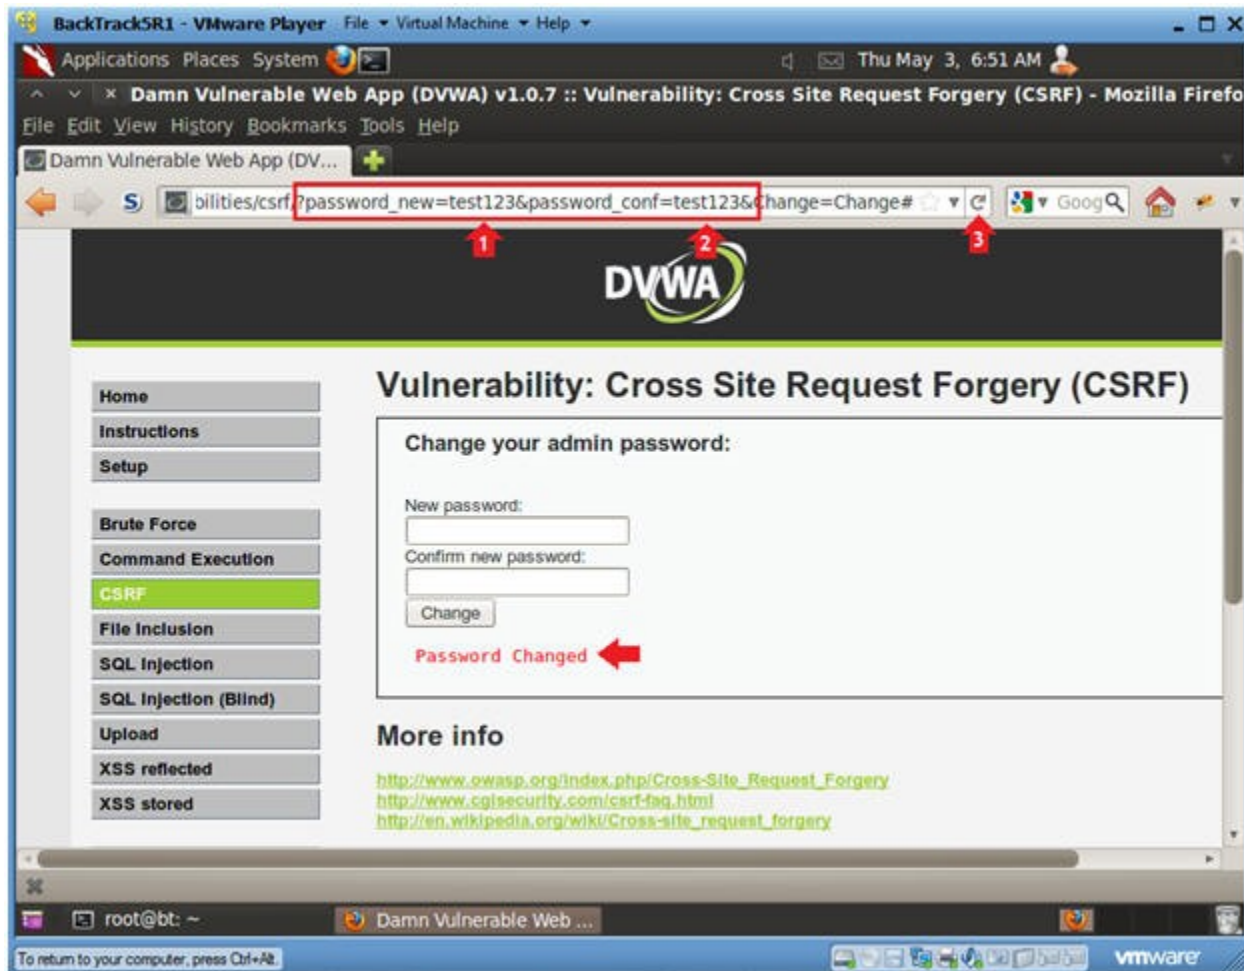 BackTrack5R1 - VMware Player File Virtual Machine Help
Applications Places System Thu May 3, 6:51 AM
Damn Vulnerable Web App (DVWA) v1.0.7 :: Vulnerability: Cross Site Request Forgery (CSRF) - Mozilla Firefo
File Edit View History Bookmarks Tools Help
Damn Vulnerable Web App (DV...
bilities/csrf/?password_new=test123&password_conf=test123&Change=Change# Goog
1 2 3
DVWA
Vulnerability: Cross Site Request Forgery (CSRF)
Home
Instructions
Setup
Brute Force
Command Execution
CSRF
File Inclusion
SQL Injection
SQL Injection (Blind)
Upload
XSS reflected
XSS stored
Change your admin password:
New password:
Confirm new password:
Change
Password Changed
More info
http://www.owasp.org/index.php/Cross-Site_Request_Forgery
http://www.cgisecurity.com/csrf-faq.html
http://en.wikipedia.org/wiki/Cross-site_request_forgery
root@bt: ~ Damn Vulnerable Web ...
To return to your computer, press Ctrl+Alt. vmware